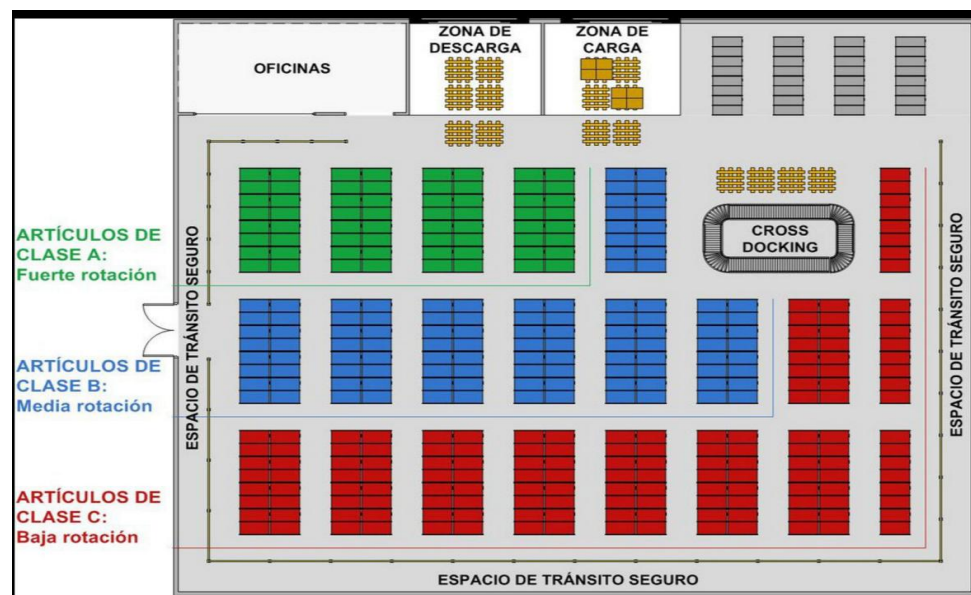 OFICINAS
ZONA DE
DESCARGA
ZONA DE
CARGA
ARTÍCULOS DE
CLASE A:
Fuerte rotación
CROSS
DOCKING
ESPACIO DE TRÁNSITO SEGURO
ESPACIO DE TRÁNSITO SEGURO
ARTÍCULOS DE
CLASE B:
Media rotación
ARTÍCULOS DE
CLASE C:
Baja rotación
ESPACIO DE TRÁNSITO SEGURO